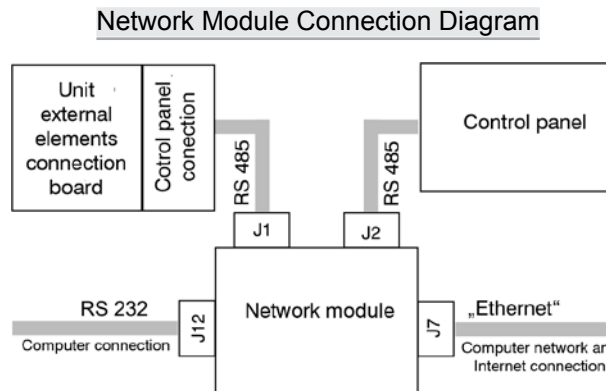 Network Module Connection Diagram
Unit
external
elements
connection
board
Cotrol panel
conection
RS 485
RS 485
Control panel
J1
J2
RS 232
J12
Network module
J7
„Ethernet“
Computer connection
Computer network an
Internet connection